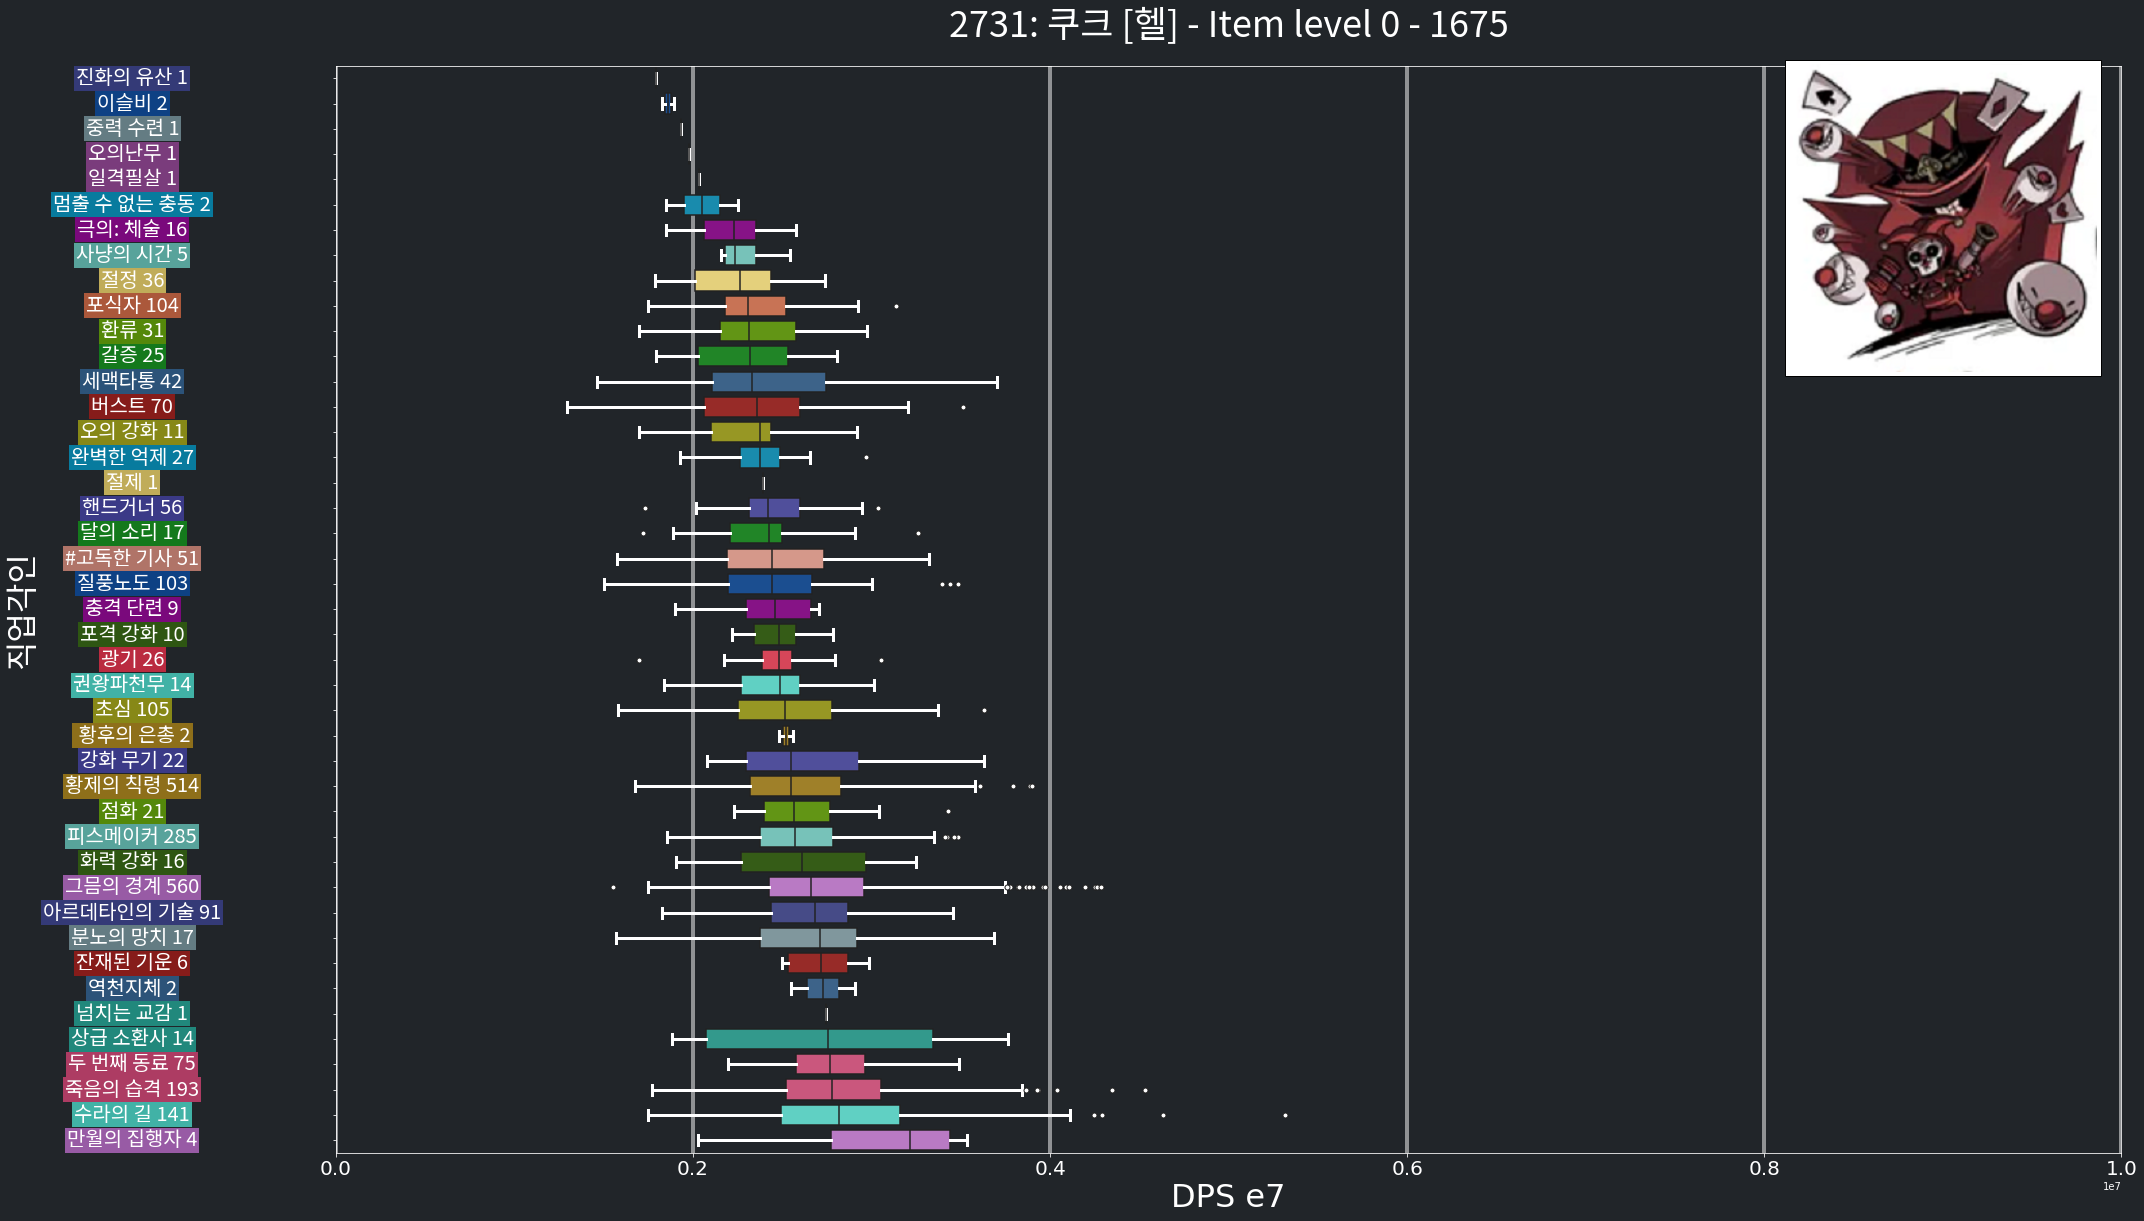 2731: 쿠크 [헬] - Item level 0 - 1675
진화의 유산 1
이슬비 2
중력 수련 1
오의난무 1
일격필살 1
멈출 수 없는 충동 2
극의: 체술 16
사냥의 시간 5
절정 36
포식자 104
환류 31
갈증 25
세맥타통 42
버스트 70
오의 강화 11
완벽한 억제 27
절제 1
핸드거너 56
달의 소리 17
#고독한 기사 51
질풍노도 103
충격 단련 9
포격 강화 10
광기 26
권왕파천무 14
초심 105
황후의 은총 2
강화 무기 22
황제의 칙령 514
점화 21
피스메이커 285
화력 강화 16
그믐의 경계 560
아르데타인의 기술 91
분노의 망치 17
잔재된 기운 6
역천지체 2
넘치는 교감 1
상급 소환사 14
두 번째 동료 75
죽음의 습격 193
수라의 길 141
만월의 집행자 4
직업각인
0.0 0.2 0.4 0.6 0.8 1.0
1e7
DPS e7